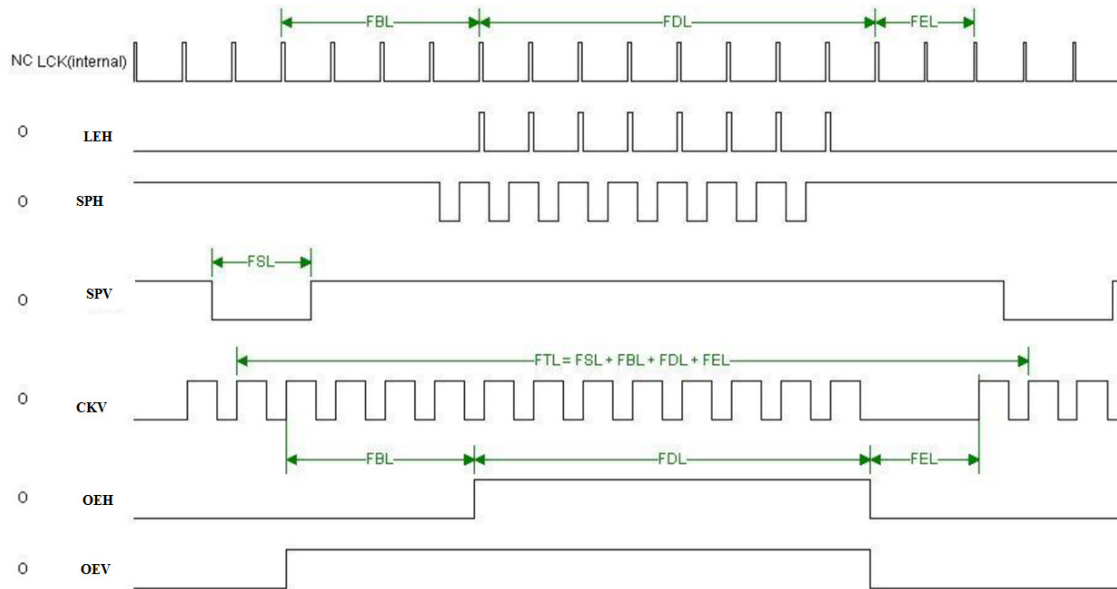 FBL FDL FEL
NC LCK(internal)
O LEH
O SPH
FSL
O SPV
FTL = FSL + FBL + FDL + FEL
O CKV
FBL FDL FEL
O OEH
O OEV